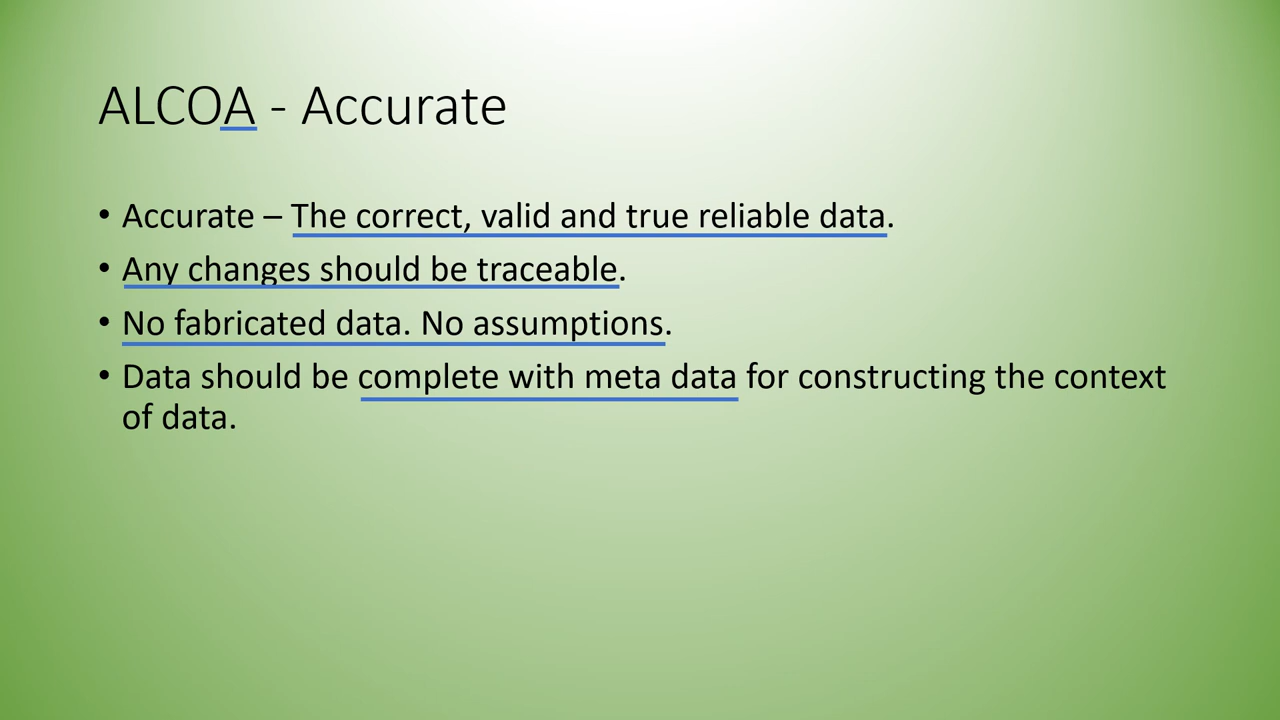 ALCOA - Accurate
• Accurate – The correct, valid and true reliable data.
• Any changes should be traceable.
• No fabricated data. No assumptions.
• Data should be complete with meta data for constructing the context
of data.